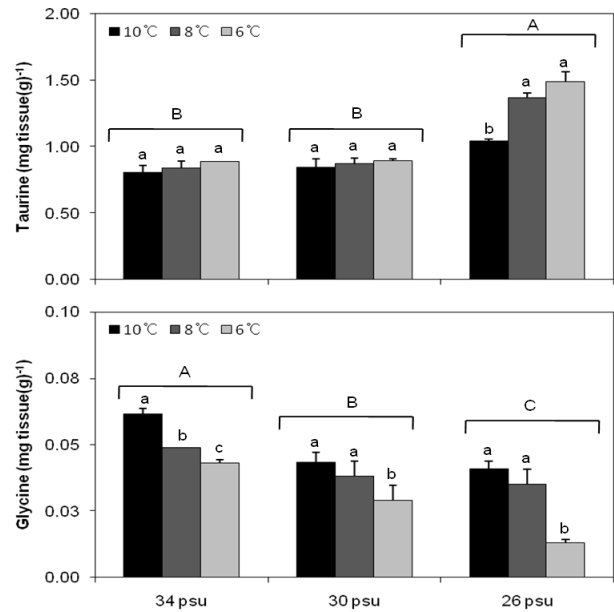 ■ 10℃ ■ 8℃ ■ 6℃
A
a
a
b
B
a a a
B
a a a
Taurine (mg tissue(g)⁻¹)
2.00
1.50
1.00
0.50
0.00
■ 10℃ ■ 8℃ ■ 6℃
A
a
b
c
B
a
a
b
C
a
a
b
Glycine (mg tissue(g)⁻¹)
0.10
0.08
0.05
0.03
0.00
34 psu 30 psu 26 psu